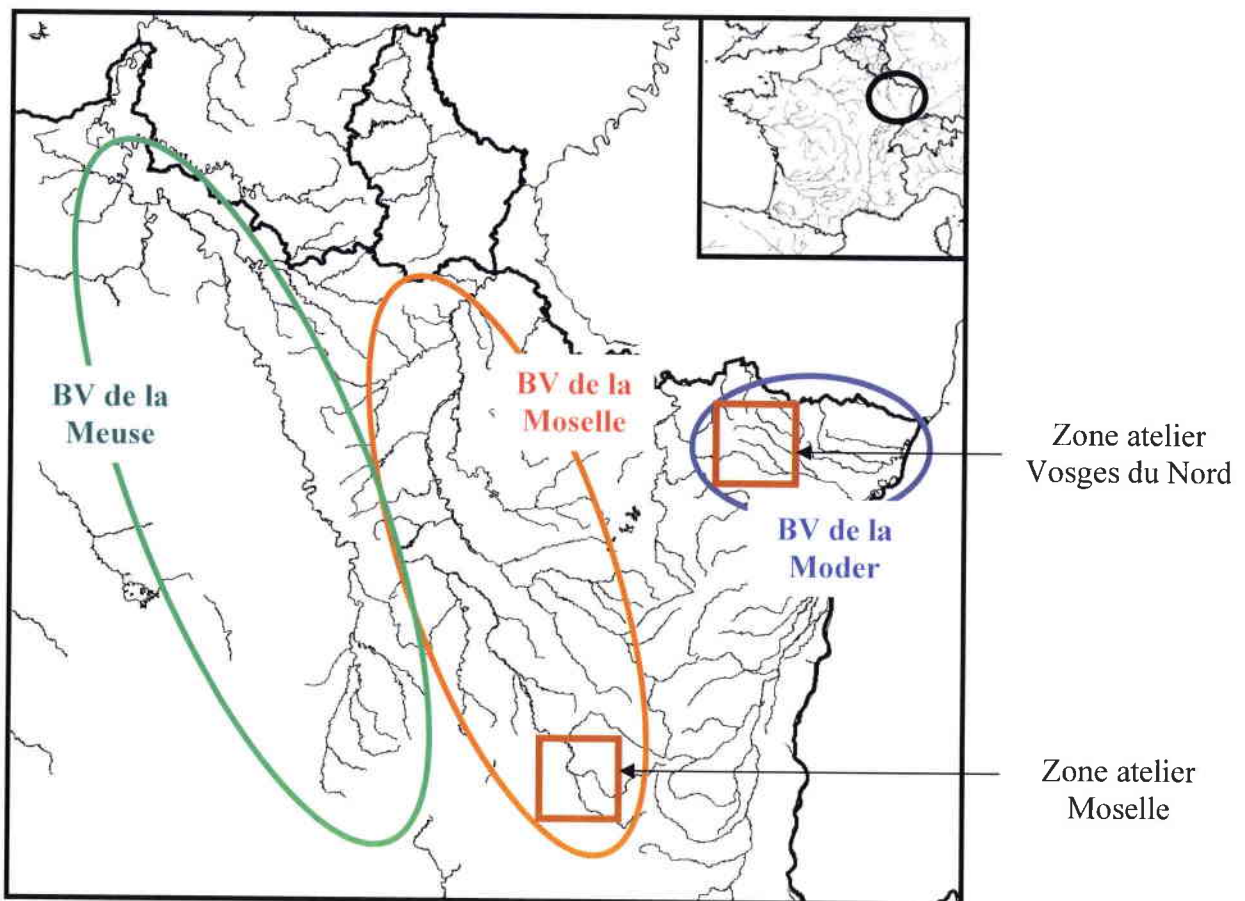 BV de la
Meuse
BV de la
Moselle
BV de la
Moder
Zone atelier
Vosges du Nord
Zone atelier
Moselle